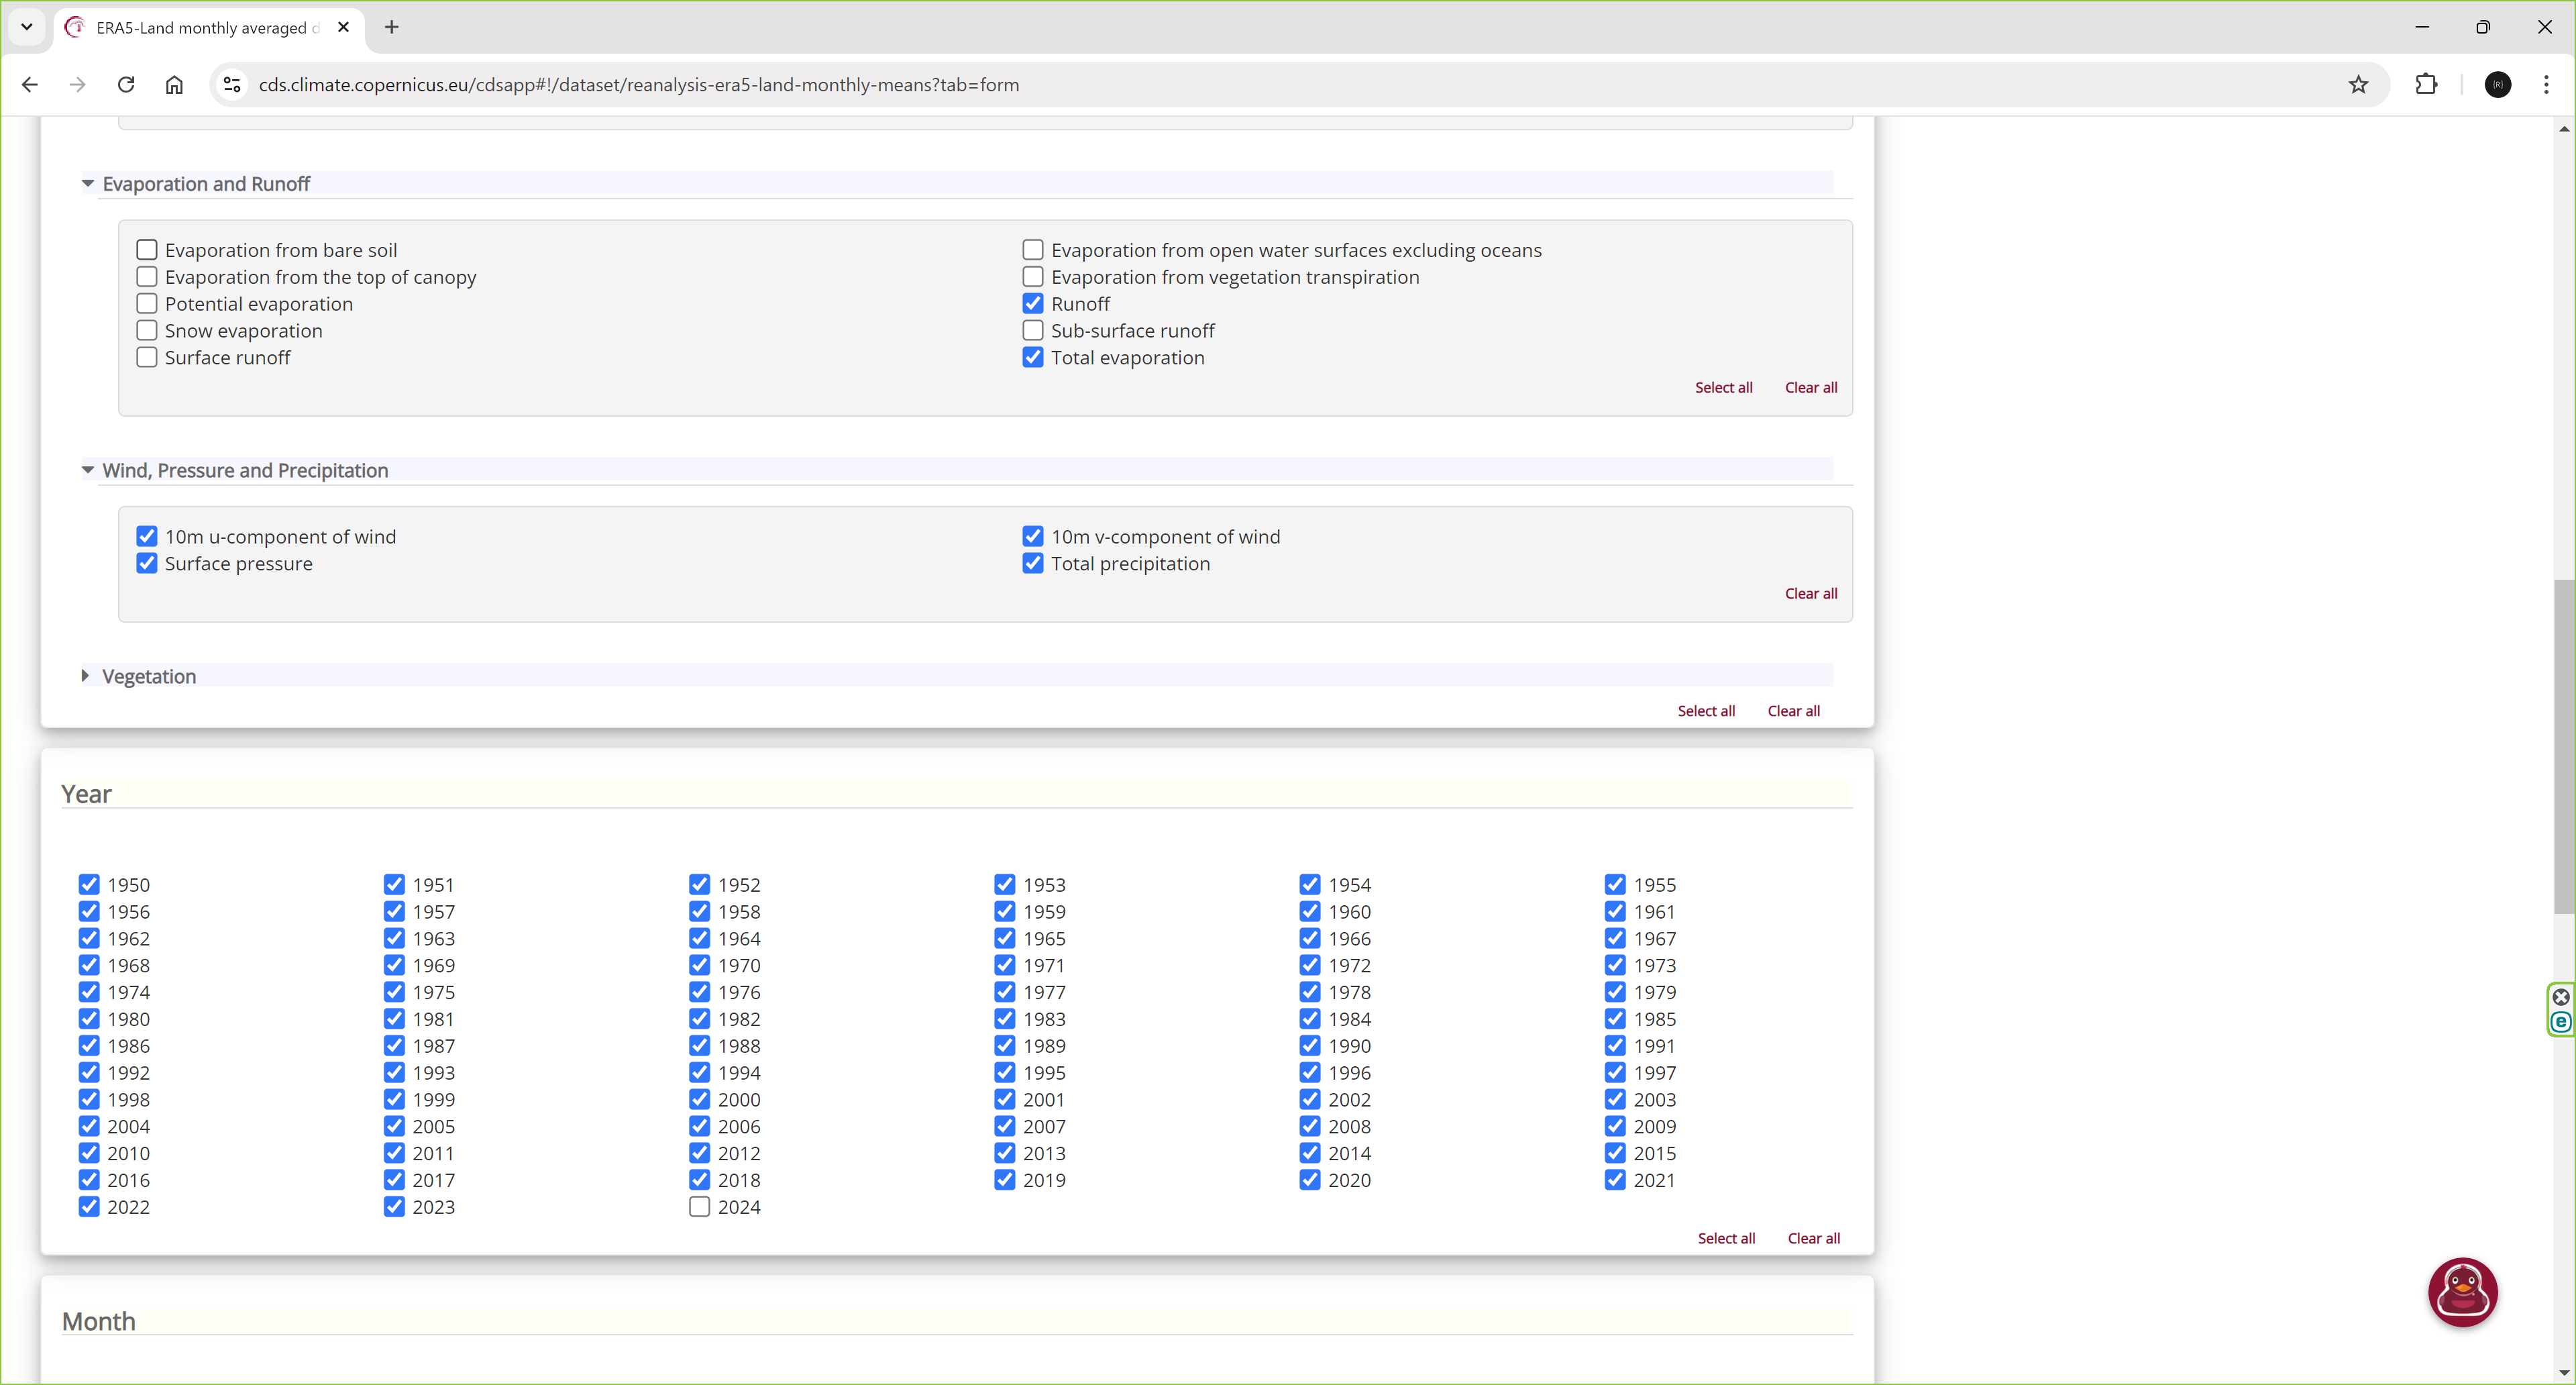 ERA5-Land monthly averaged d
cds.climate.copernicus.eu/cdsapp#!/dataset/reanalysis-era5-land-monthly-means?tab=form
Evaporation and Runoff
Evaporation from bare soil Evaporation from open water surfaces excluding oceans
Evaporation from the top of canopy Evaporation from vegetation transpiration
Potential evaporation Runoff
Snow evaporation Sub-surface runoff
Surface runoff Total evaporation
Select all Clear all
Wind, Pressure and Precipitation
10m u-component of wind 10m v-component of wind
Surface pressure Total precipitation
Clear all
Vegetation
Select all Clear all
Year
1950 1951 1952 1953 1954 1955
1956 1957 1958 1959 1960 1961
1962 1963 1964 1965 1966 1967
1968 1969 1970 1971 1972 1973
1974 1975 1976 1977 1978 1979
1980 1981 1982 1983 1984 1985
1986 1987 1988 1989 1990 1991
1992 1993 1994 1995 1996 1997
1998 1999 2000 2001 2002 2003
2004 2005 2006 2007 2008 2009
2010 2011 2012 2013 2014 2015
2016 2017 2018 2019 2020 2021
2022 2023 2024
Select all Clear all
Month